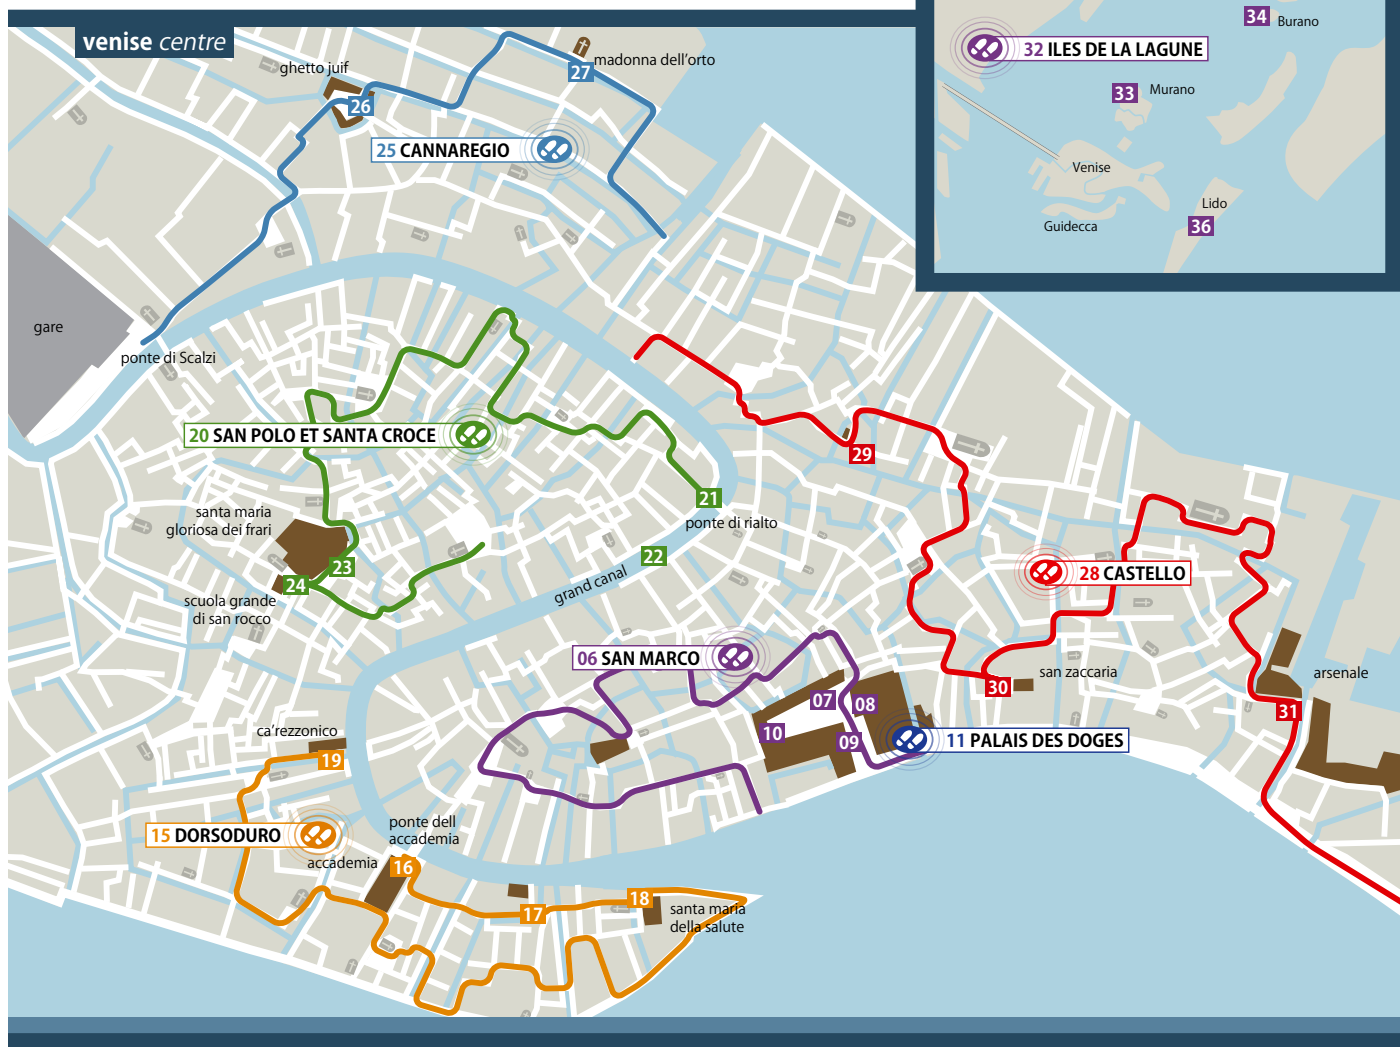 venise centre
34 Burano
32 ILES DE LA LAGUNE
33 Murano
Venise
Lido
36
Guidecca
ghetto juif
26
madonna dell'orto
27
25 CANNAREGIO
gare
ponte di Scalzi
20 SAN POLO ET SANTA CROCE
29
21
ponte di rialto
santa maria
gloriosa dei frari
23
24
22
grand canal
scuola grande
di san rocco
28 CASTELLO
06 SAN MARCO
san zaccaria
30
arsenale
31
07
08
10
09
11 PALAIS DES DOGES
ca'rezzonico
19
15 DORSODURO
ponte dell
accademia
accademia
16
17
18
santa maria
della salute